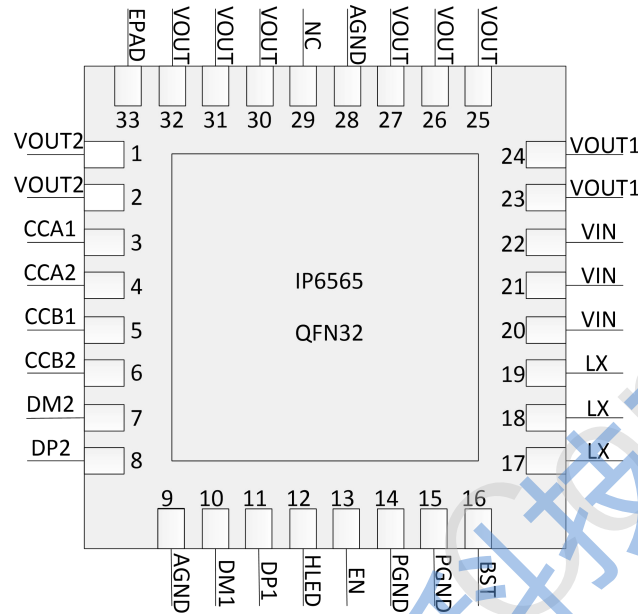 EPAD VOUT VOUT VOUT NC AGND VOUT VOUT VOUT
33 32 31 30 29 28 27 26 25
VOUT2 1
VOUT2 2
CCA1 3
CCA2 4
CCB1 5
CCB2 6
DM2 7
DP2 8
IP6565
QFN32
24 VOUT1
23 VOUT1
22 VIN
21 VIN
20 VIN
19 LX
18 LX
17 LX
9 10 11 12 13 14 15 16
AGND DM1 DP1 HLED EN PGND PGND BST
科技